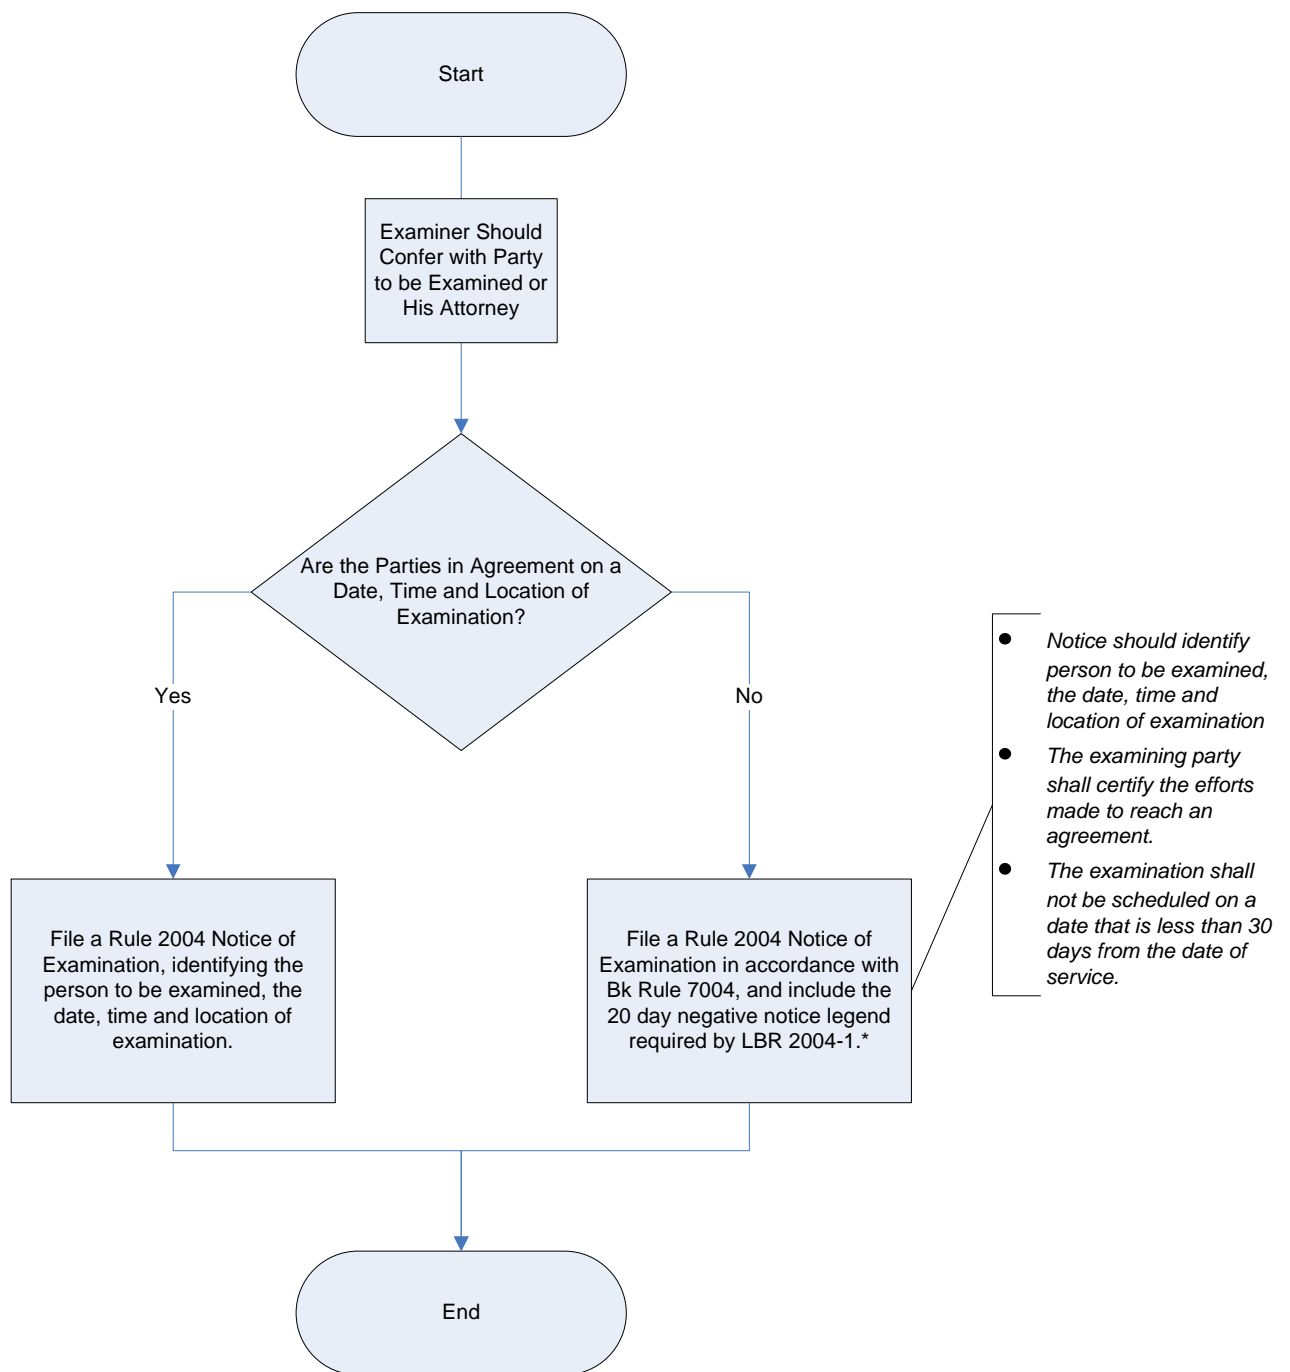 Start
Examiner Should
Confer with Party
to be Examined or
His Attorney
Are the Parties in Agreement on a
Date, Time and Location of
Examination?
Yes
No
File a Rule 2004 Notice of
Examination, identifying the
person to be examined, the
date, time and location of
examination.
File a Rule 2004 Notice of
Examination in accordance with
Bk Rule 7004, and include the
20 day negative notice legend
required by LBR 2004-1.*
• Notice should identify
person to be examined,
the date, time and
location of examination
• The examining party
shall certify the efforts
made to reach an
agreement.
• The examination shall
not be scheduled on a
date that is less than 30
days from the date of
service.
End